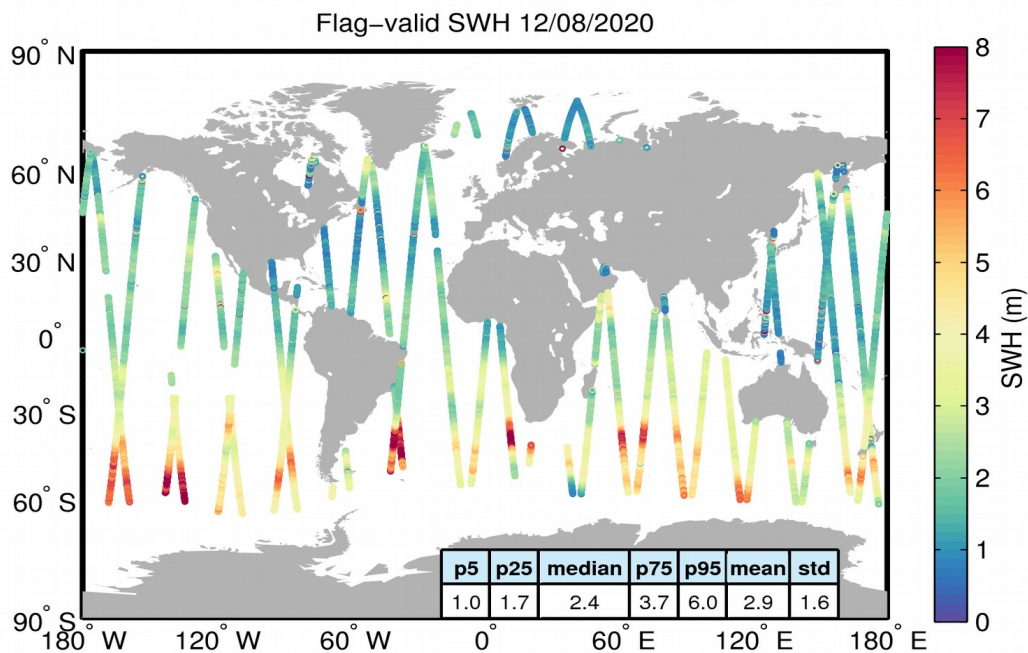 Flag−valid SWH 12/08/2020
90° N
60° N
30° N
0°
30° S
60° S
90° S
180° W
120° W
60° W
0°
60° E
120° E
180° E
8
7
6
5
4
3
2
1
0
SWH (m)
p5 p25 median p75 p95 mean std
1.0 1.7 2.4 3.7 6.0 2.9 1.6